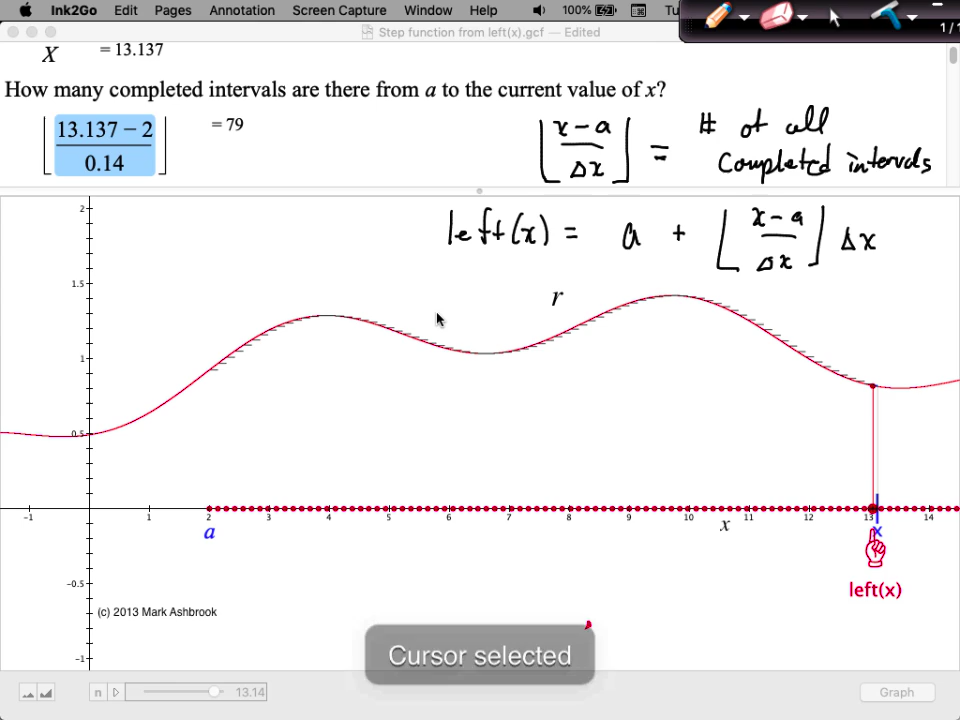 Ink2Go Edit Pages Annotation Screen Capture Window Help 100% Tu
Step function from left(x).gcf — Edited
1/
X = 13.137
How many completed intervals are there from a to the current value of x?
⌊(13.137 − 2)/0.14⌋ = 79
⌊(x − a)/Δx⌋ = # of all
completed intervals
left(x) = a + ⌊(x − a)/Δx⌋ Δx
r
2
1.5
1
0.5
-1 1 2 3 4 5 6 7 8 9 10 11 12 13 14
a x x
-0.5
left(x)
(c) 2013 Mark Ashbrook
-1
Cursor selected
n 13.14 Graph